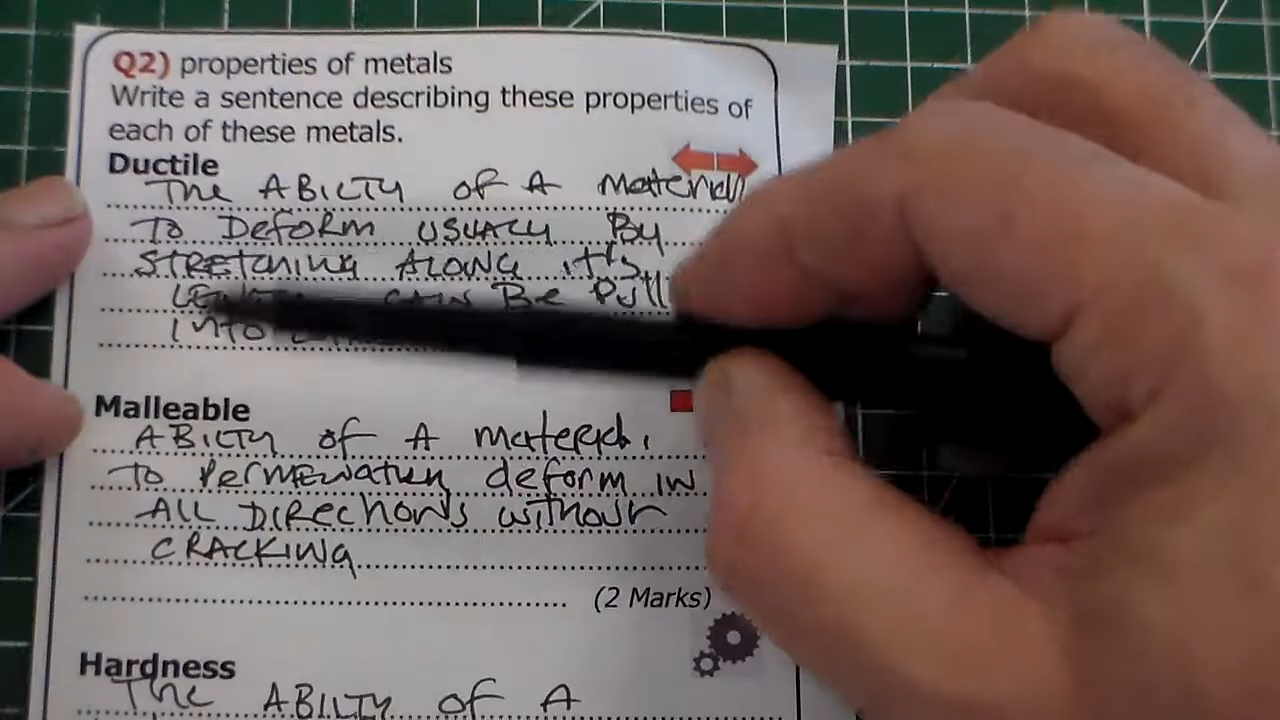 Q2) properties of metals
Write a sentence describing these properties of
each of these metals.
Ductile
The ABILTY of A Material
To Deform USUALLY By
STRETCHING ALONG it's
CAN Be Pull
INTO
Malleable
ABILTY of A material
To Permewatley deform in
ALL DIRECTIONS without
CRACKING
(2 Marks)
Hardness
The ABILTY of A